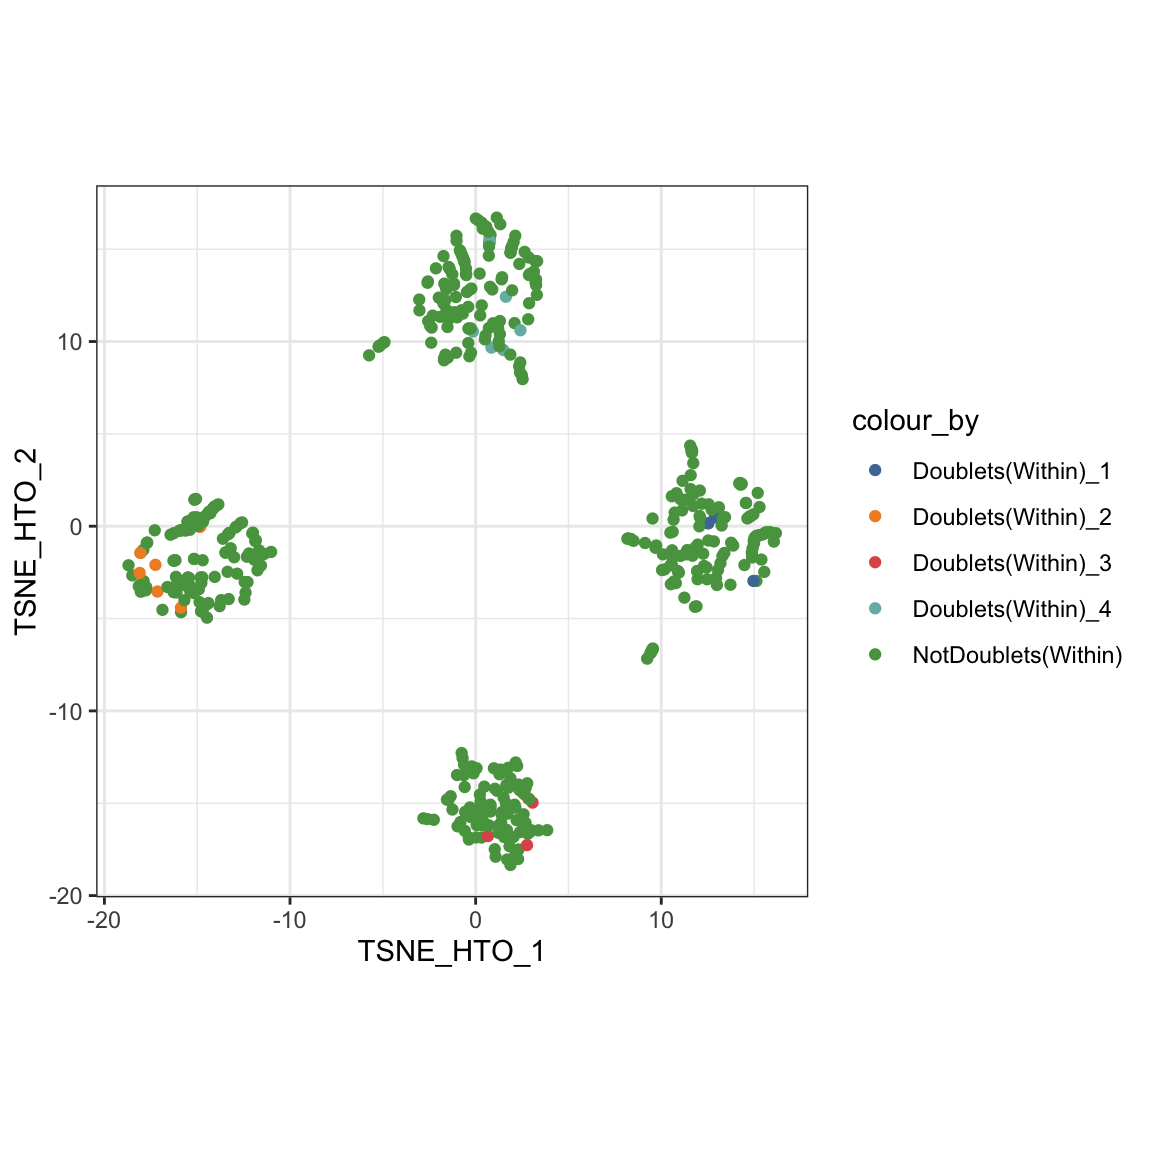 10
0
-10
-20
-20
-10
0
10
TSNE_HTO_1
TSNE_HTO_2
colour_by
Doublets(Within)_1
Doublets(Within)_2
Doublets(Within)_3
Doublets(Within)_4
NotDoublets(Within)